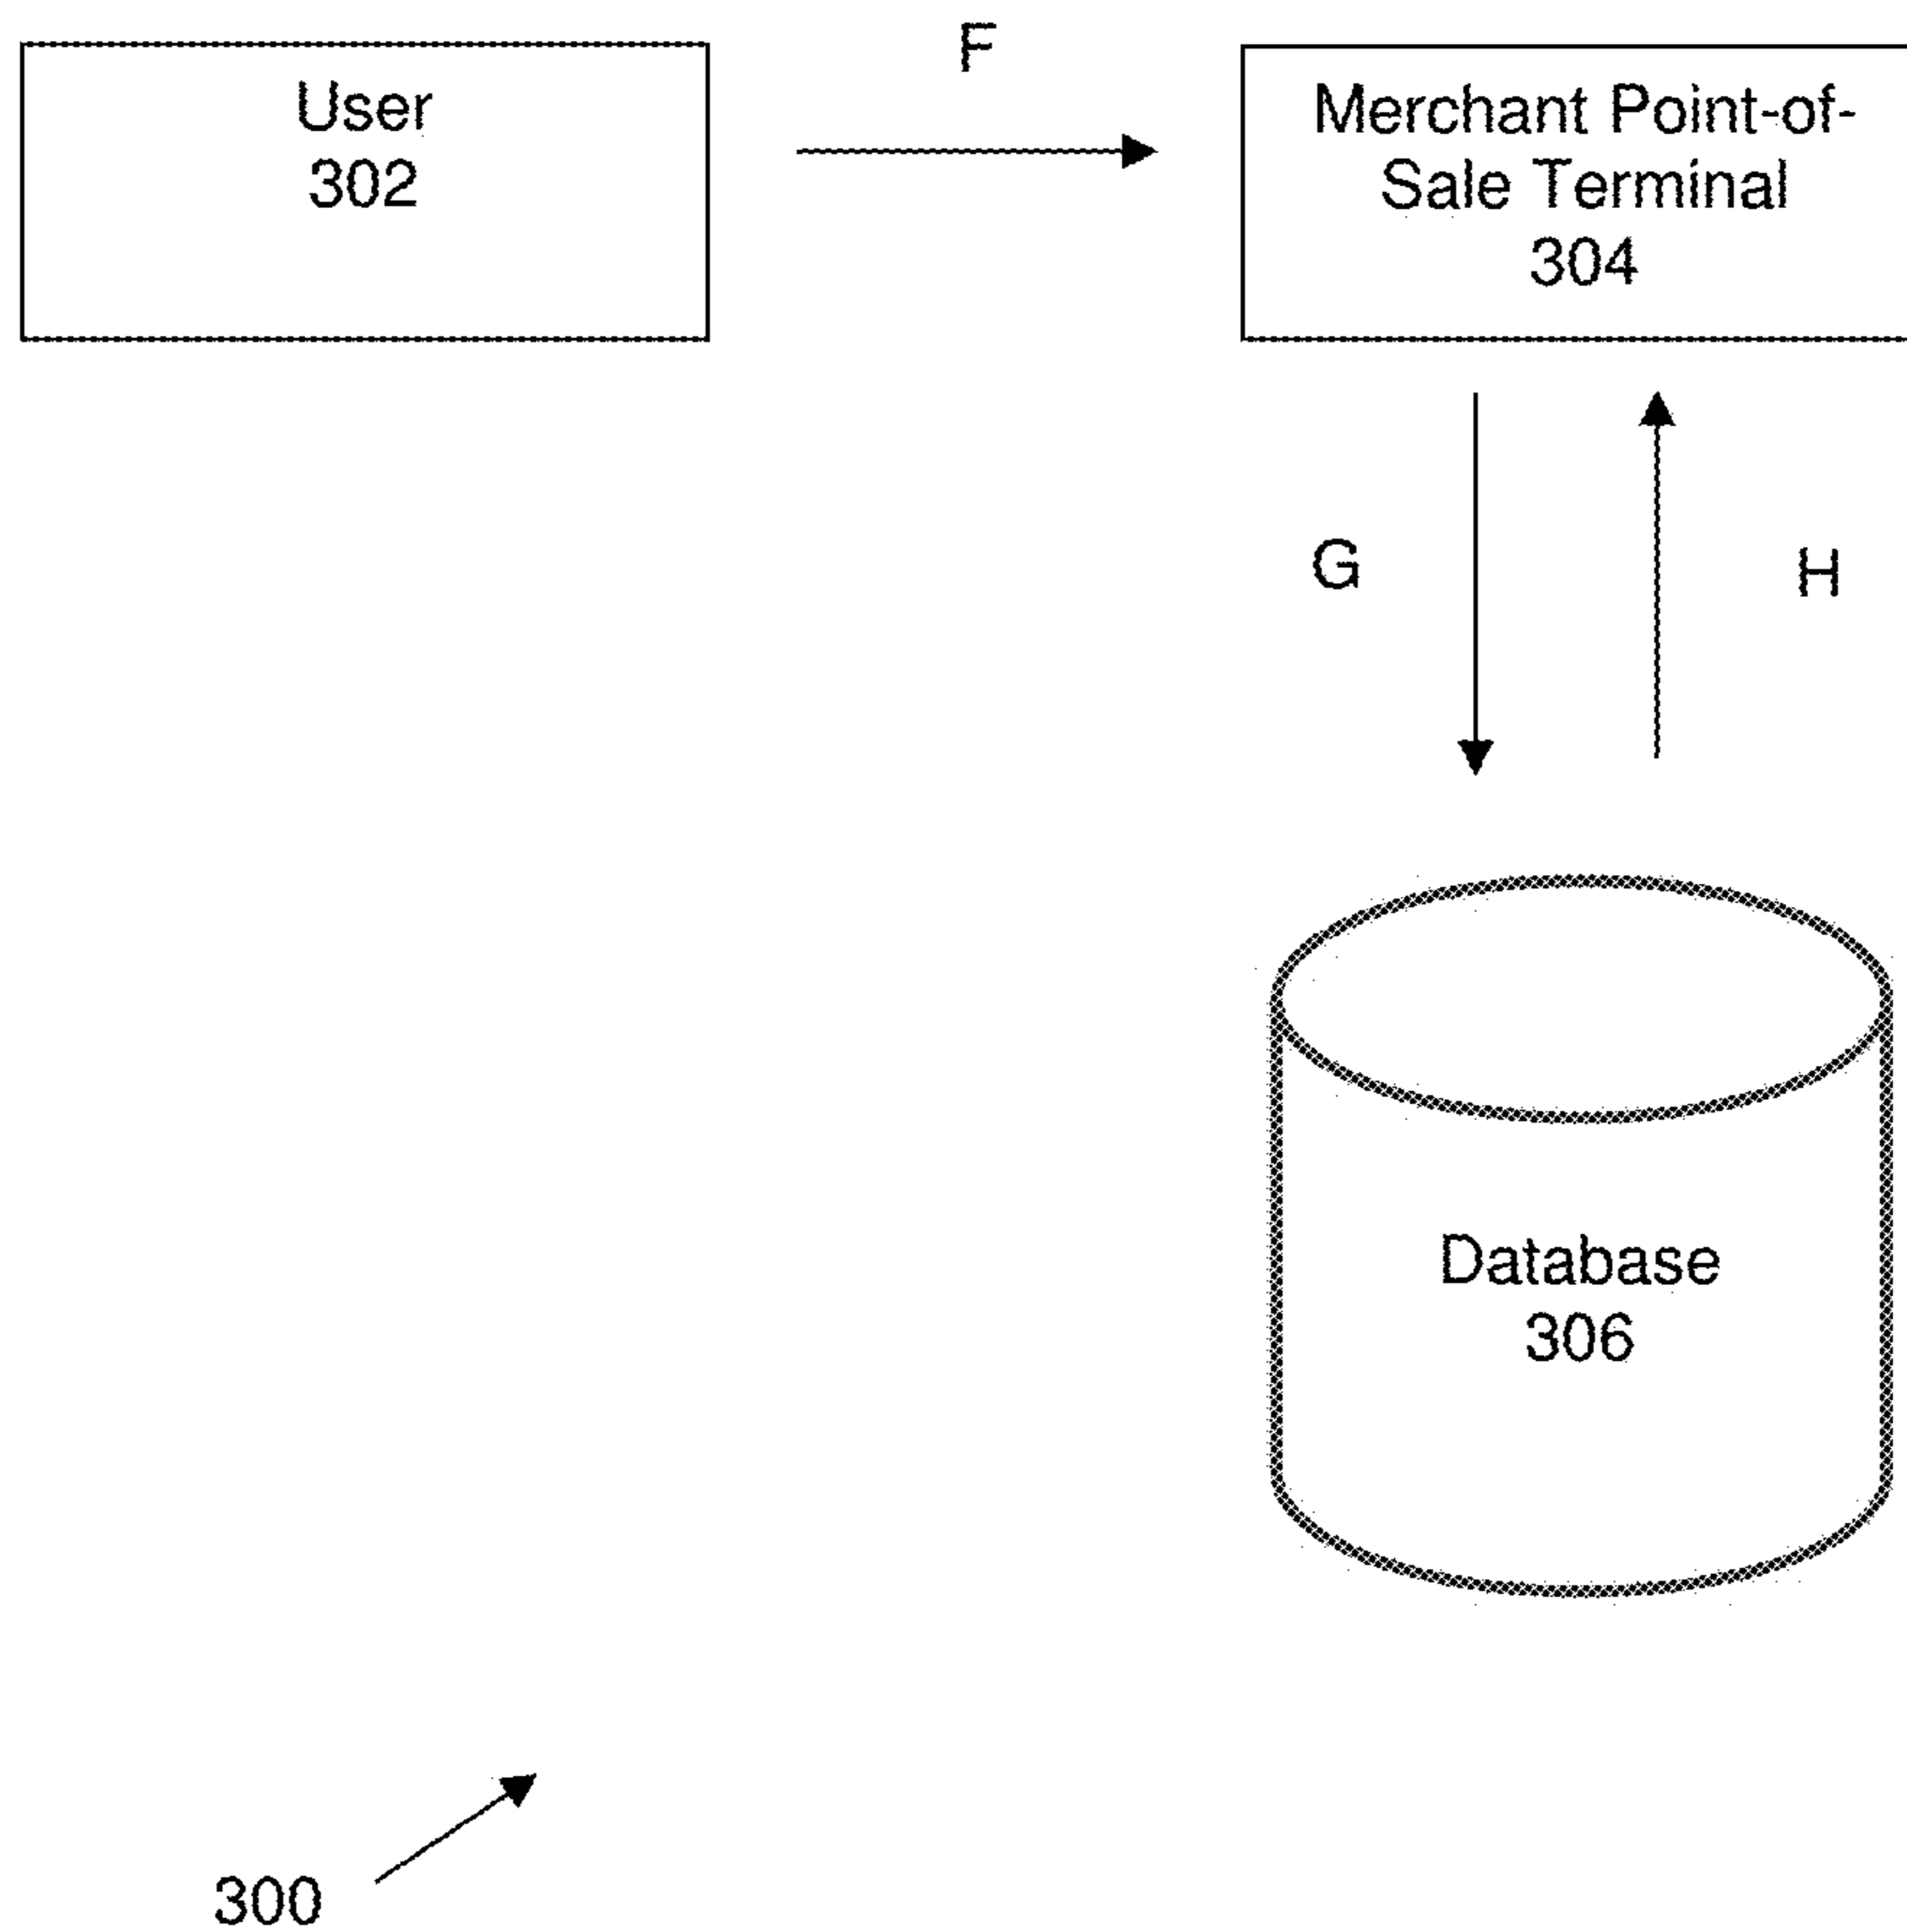 User
302
F
Merchant Point-of-
Sale Terminal
304
G
H
Database
306
300